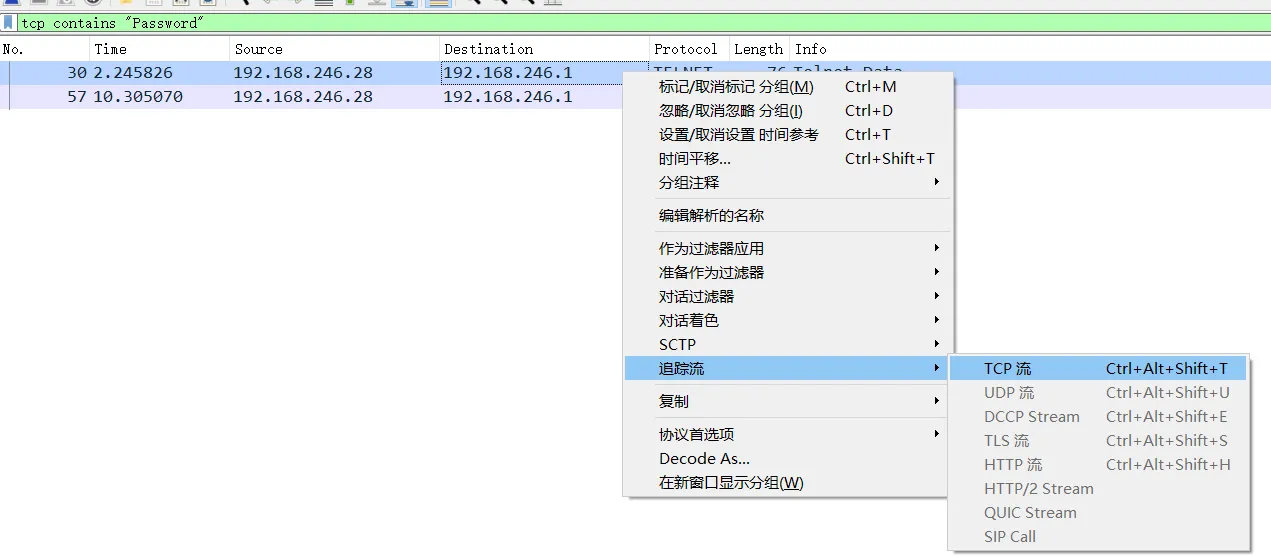 tcp contains "Password"
No. Time Source Destination Protocol Length Info
30 2.245826 192.168.246.28 192.168.246.1 TELNET 76 Telnet Data
57 10.305070 192.168.246.28 192.168.246.1
标记/取消标记 分组(M) Ctrl+M
忽略/取消忽略 分组(I) Ctrl+D
设置/取消设置 时间参考 Ctrl+T
时间平移... Ctrl+Shift+T
分组注释
编辑解析的名称
作为过滤器应用
准备作为过滤器
对话过滤器
对话着色
SCTP
追踪流
TCP 流 Ctrl+Alt+Shift+T
UDP 流 Ctrl+Alt+Shift+U
DCCP Stream Ctrl+Alt+Shift+E
TLS 流 Ctrl+Alt+Shift+S
HTTP 流 Ctrl+Alt+Shift+H
HTTP/2 Stream
QUIC Stream
SIP Call
复制
协议首选项
Decode As...
在新窗口显示分组(W)